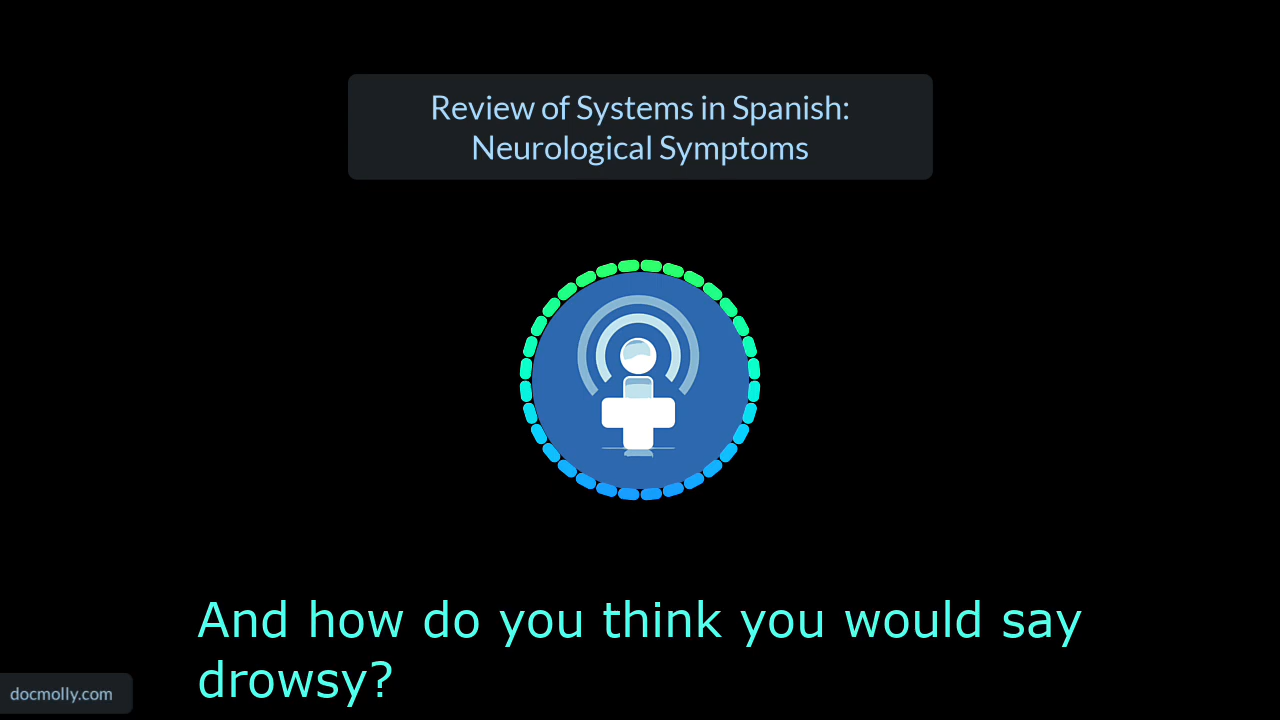 Review of Systems in Spanish:
Neurological Symptoms
And how do you think you would say
drowsy?
docmolly.com